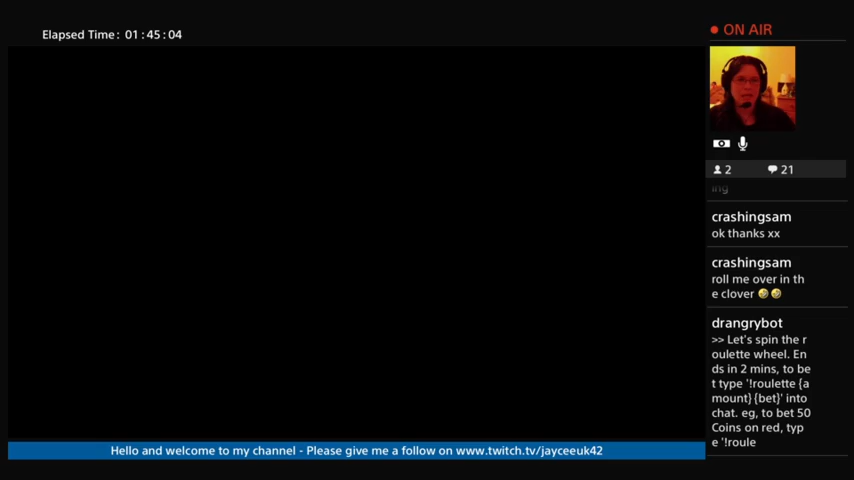 Elapsed Time: 01:45:04
ON AIR
2
21
ing
crashingsam
ok thanks xx
crashingsam
roll me over in th
e clover 🤣🤣
drangrybot
>> Let's spin the r
oulette wheel. En
ds in 2 mins, to be
t type '!roulette {a
mount} {bet}' into
chat. eg, to bet 50
Coins on red, typ
e '!roule
Hello and welcome to my channel - Please give me a follow on www.twitch.tv/jayceeuk42